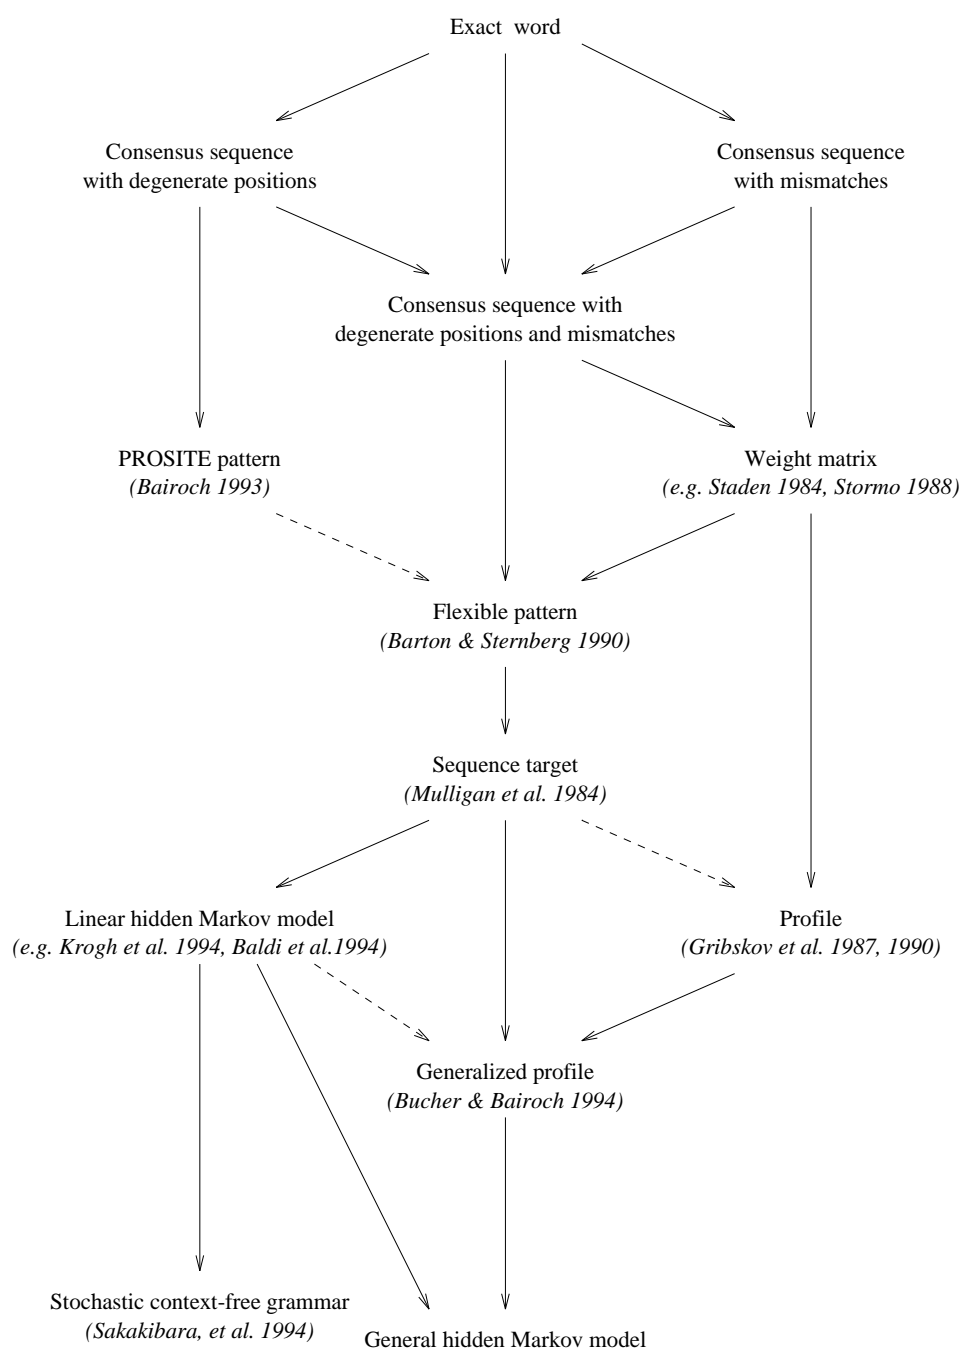 Exact word
Consensus sequence
with degenerate positions
Consensus sequence
with mismatches
Consensus sequence with
degenerate positions and mismatches
PROSITE pattern
(Bairoch 1993)
Weight matrix
(e.g. Staden 1984, Stormo 1988)
Flexible pattern
(Barton & Sternberg 1990)
Sequence target
(Mulligan et al. 1984)
Linear hidden Markov model
(e.g. Krogh et al. 1994, Baldi et al.1994)
Profile
(Gribskov et al. 1987, 1990)
Generalized profile
(Bucher & Bairoch 1994)
Stochastic context-free grammar
(Sakakibara, et al. 1994)
General hidden Markov model